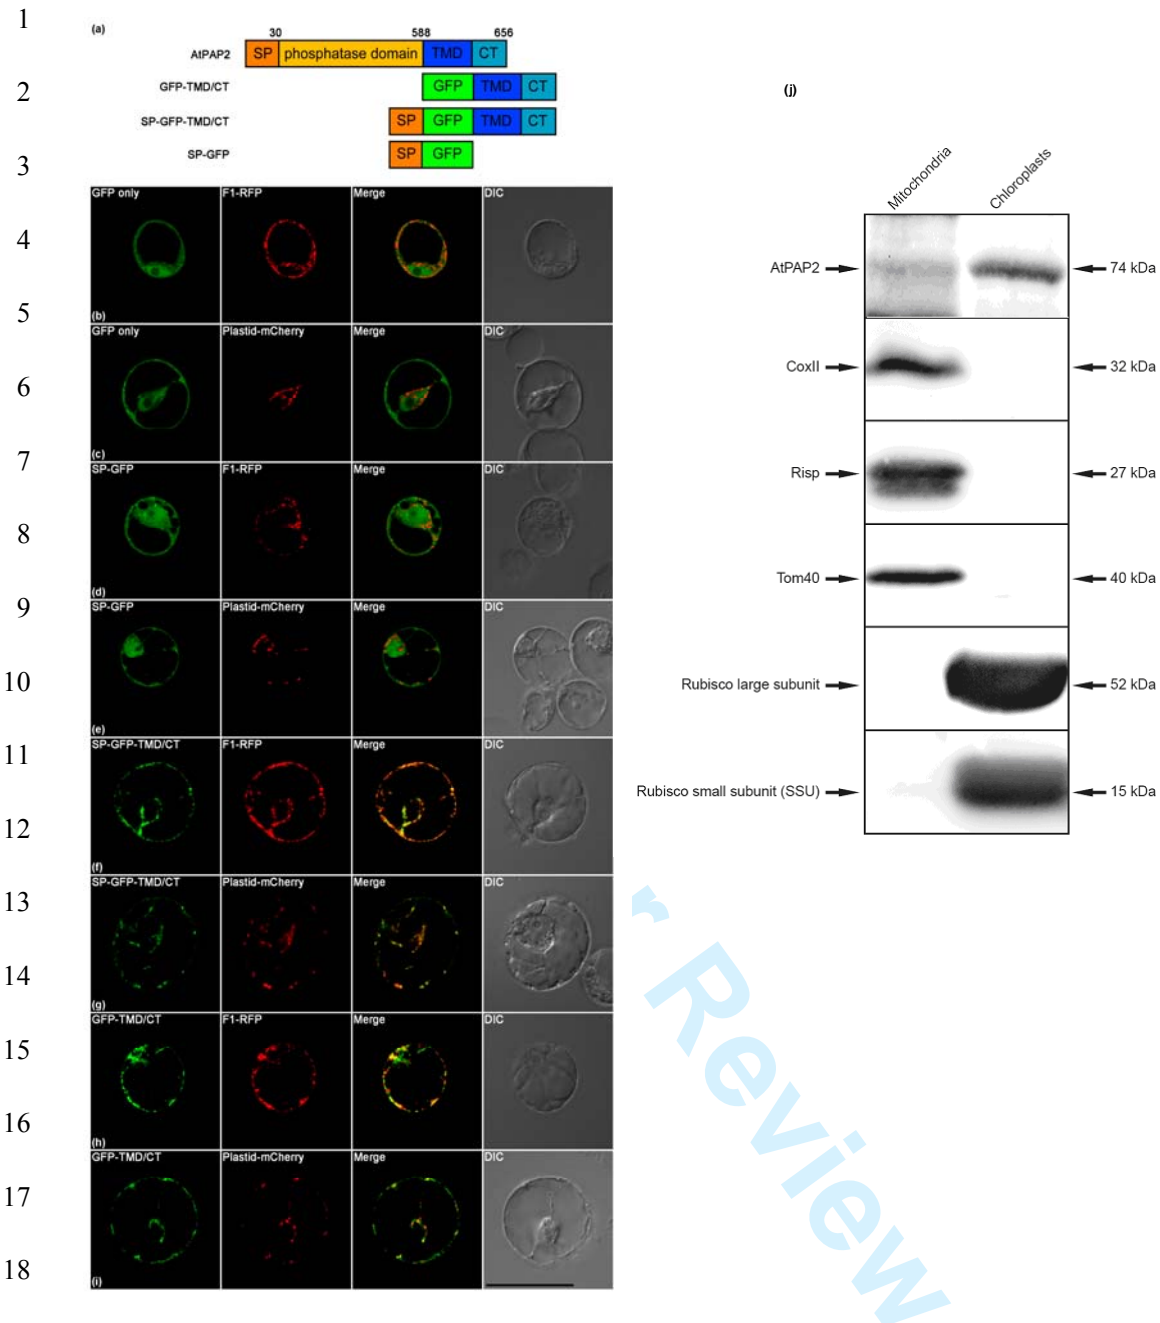 1
(a)
30 588 656
AtPAP2 SP phosphatase domain TMD CT
2
GFP-TMD/CT GFP TMD CT
SP-GFP-TMD/CT SP GFP TMD CT
3
SP-GFP SP GFP
GFP only F1-RFP Merge DIC
4
5
(b)
GFP only Plastid-mCherry Merge DIC
6
7
(c)
SP-GFP F1-RFP Merge DIC
8
(d)
9
SP-GFP Plastid-mCherry Merge DIC
10
(e)
11
SP-GFP-TMD/CT F1-RFP Merge DIC
12
(f)
13
SP-GFP-TMD/CT Plastid-mCherry Merge DIC
14
(g)
GFP-TMD/CT F1-RFP Merge DIC
15
16
(h)
GFP-TMD/CT Plastid-mCherry Merge DIC
17
18
(i)
(j)
Mitochondria Chloroplasts
AtPAP2 74 kDa
CoxII 32 kDa
Risp 27 kDa
Tom40 40 kDa
Rubisco large subunit 52 kDa
Rubisco small subunit (SSU) 15 kDa
r Review